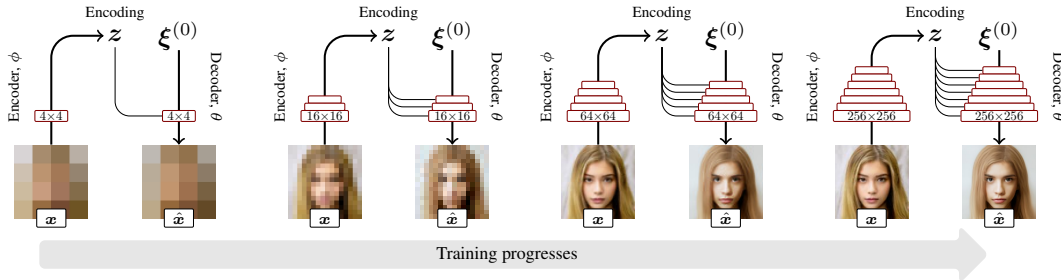 Encoding
z
ξ(0)
Encoder, ϕ
Decoder, θ
4×4
4×4
x
x̂
Encoding
z
ξ(0)
Encoder, ϕ
Decoder, θ
16×16
16×16
x
x̂
Encoding
z
ξ(0)
Encoder, ϕ
Decoder, θ
64×64
64×64
x
x̂
Encoding
z
ξ(0)
Encoder, ϕ
Decoder, θ
256×256
256×256
x
x̂
Training progresses